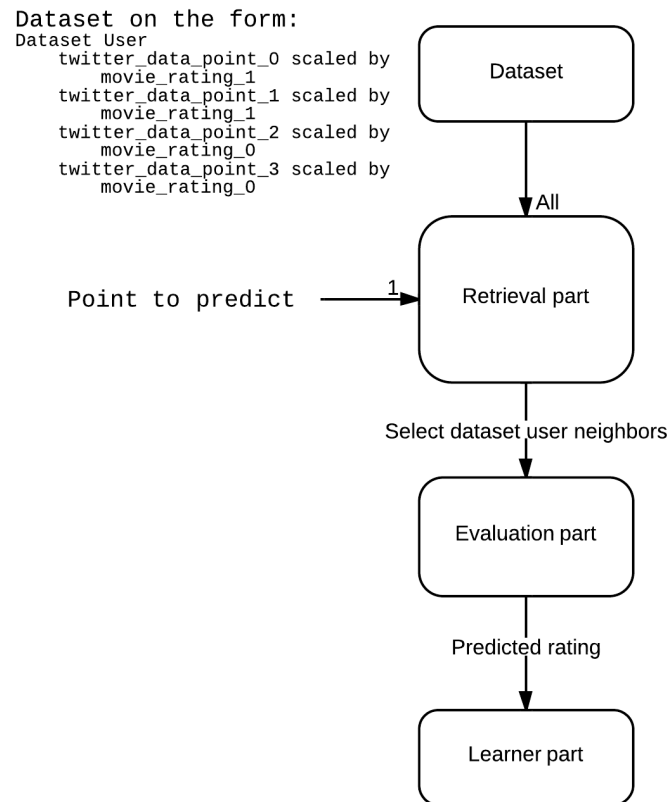 Dataset on the form:
Dataset User
twitter_data_point_0 scaled by
movie_rating_1
twitter_data_point_1 scaled by
movie_rating_1
twitter_data_point_2 scaled by
movie_rating_0
twitter_data_point_3 scaled by
movie_rating_0
Dataset
All
Point to predict
1
Retrieval part
Select dataset user neighbors
Evaluation part
Predicted rating
Learner part